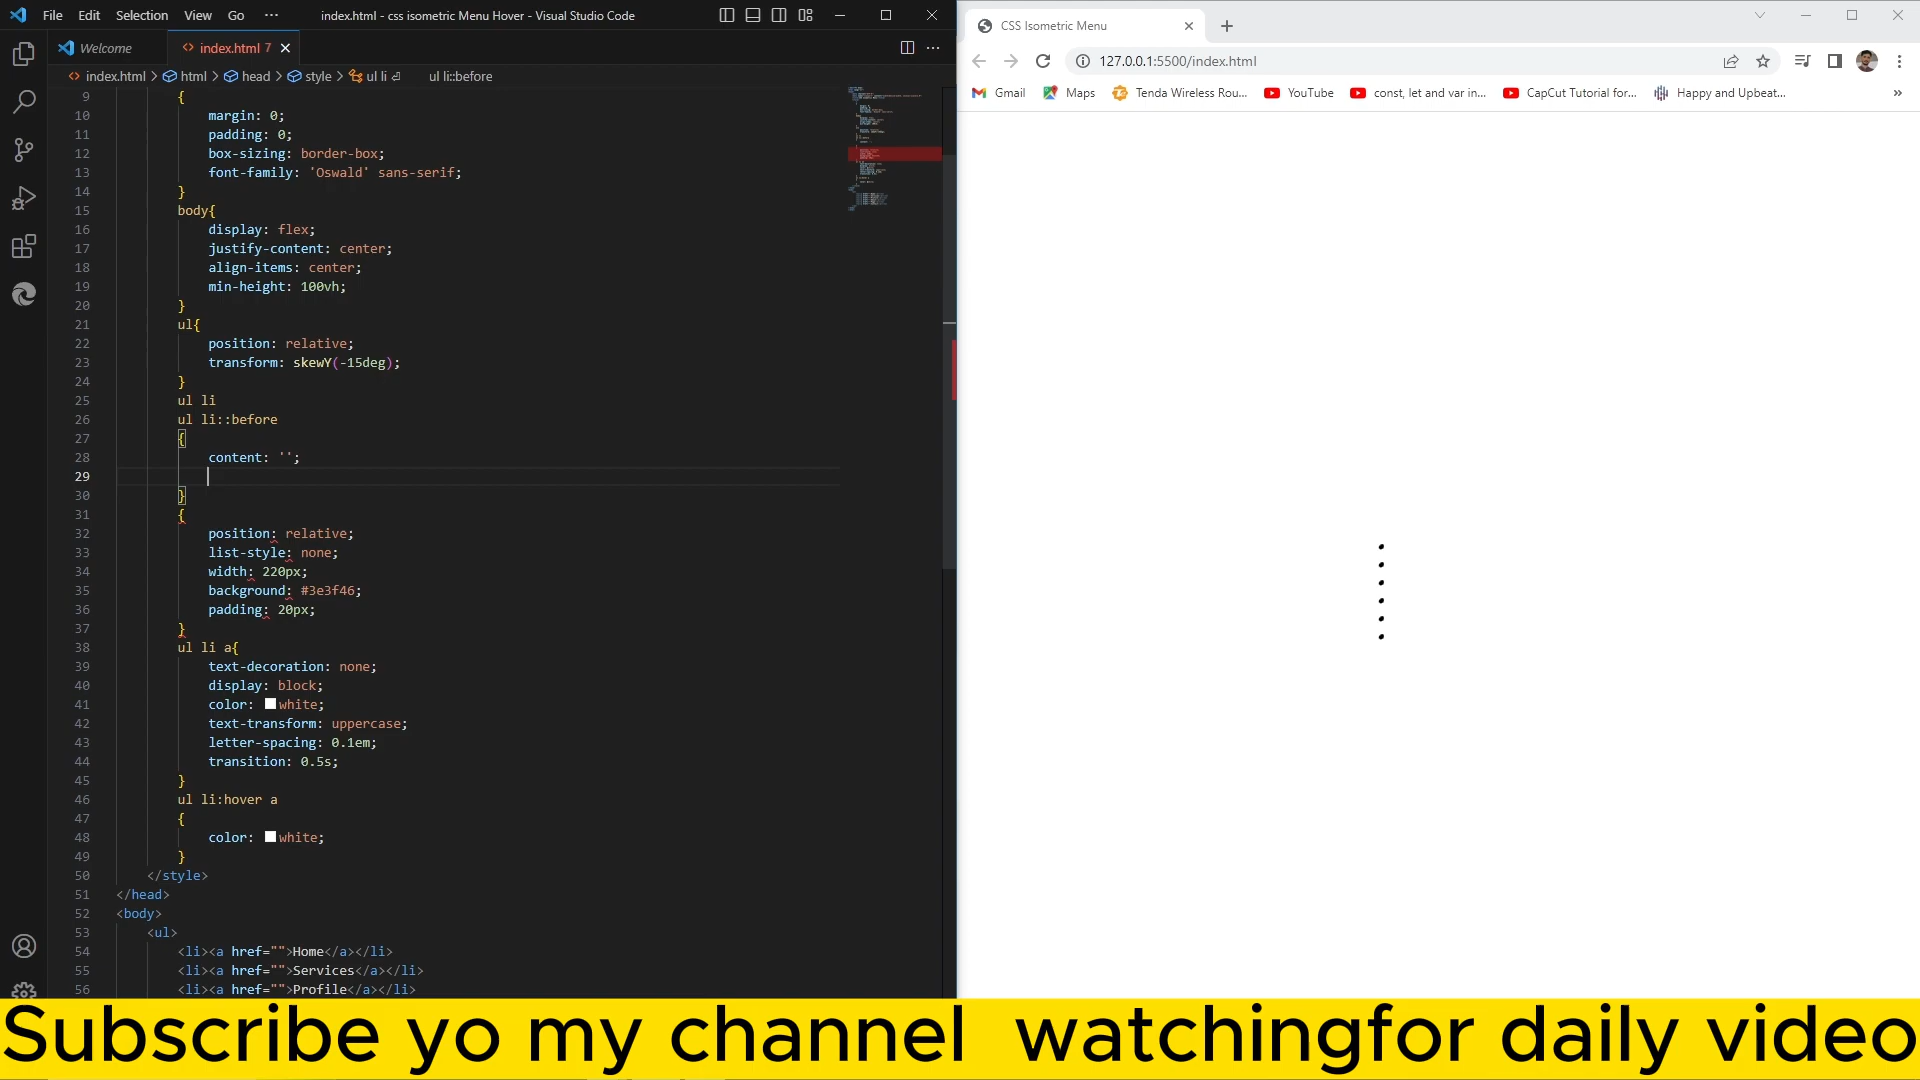 File Edit Selection View Go ··· index.html - css isometric Menu Hover - Visual Studio Code
Welcome index.html 7
index.html > html > head > style > ul li ul li::before
9 {
10 margin: 0;
11 padding: 0;
12 box-sizing: border-box;
13 font-family: 'Oswald' sans-serif;
14 }
15 body{
16 display: flex;
17 justify-content: center;
18 align-items: center;
19 min-height: 100vh;
20 }
21 ul{
22 position: relative;
23 transform: skewY(-15deg);
24 }
25 ul li
26 ul li::before
27 {
28 content: '';
29
30 }
31 {
32 position: relative;
33 list-style: none;
34 width: 220px;
35 background: #3e3f46;
36 padding: 20px;
37 }
38 ul li a{
39 text-decoration: none;
40 display: block;
41 color: white;
42 text-transform: uppercase;
43 letter-spacing: 0.1em;
44 transition: 0.5s;
45 }
46 ul li:hover a
47 {
48 color: white;
49 }
50 </style>
51 </head>
52 <body>
53 <ul>
54 <li><a href="">Home</a></li>
55 <li><a href="">Services</a></li>
56 <li><a href="">Profile</a></li>
CSS Isometric Menu
127.0.0.1:5500/index.html
Gmail Maps Tenda Wireless Rou... YouTube const, let and var in... CapCut Tutorial for... Happy and Upbeat... »
Subscribe yo my channel watchingfor daily video